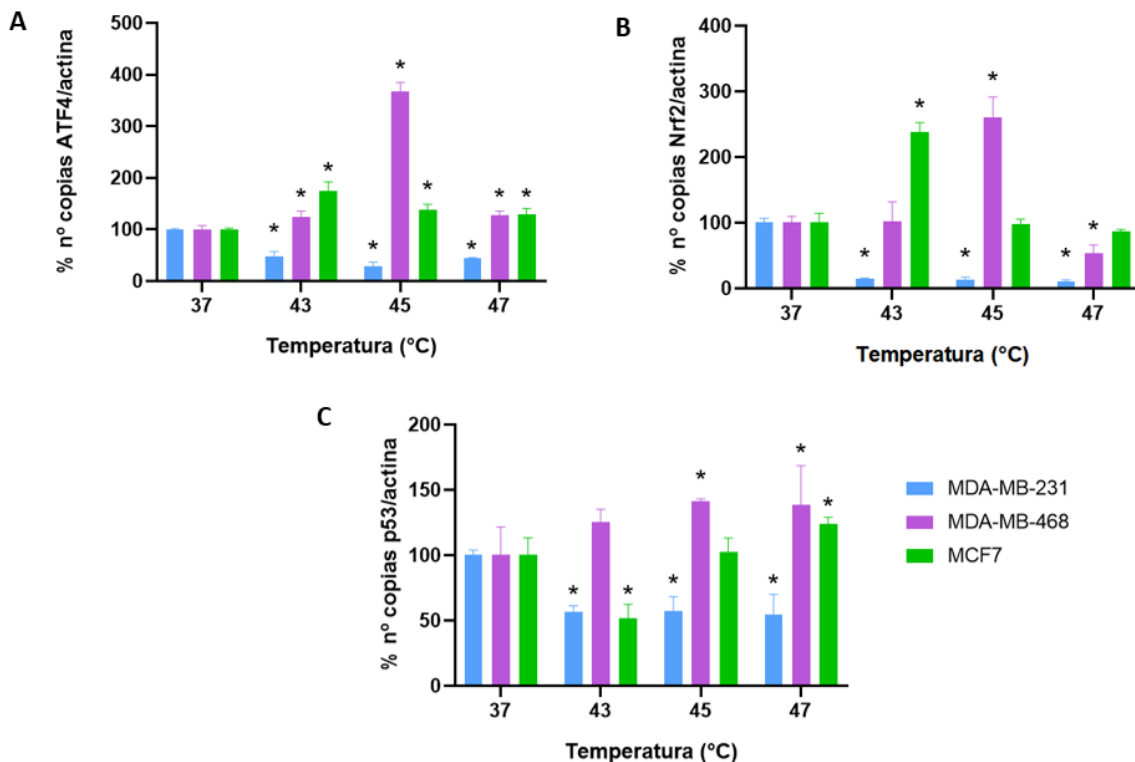 A
% nº copias ATF4/actina
500
400
300
200
100
0
* * *
* * *
* * *
37 43 45 47
Temperatura (°C)
B
% nº copias Nrf2/actina
400
300
200
100
0
* *
* *
* *
37 43 45 47
Temperatura (°C)
C
% nº copias p53/actina
200
150
100
50
0
* *
* *
* * *
37 43 45 47
Temperatura (°C)
MDA-MB-231
MDA-MB-468
MCF7